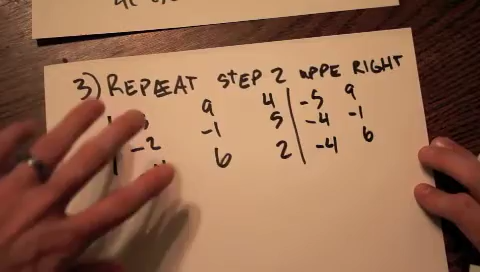 3) REPEAT STEP 2 UPPE RIGHT
9 4 | -5 9
-2 -1 5 | -4 -1
6 2 | -4 6